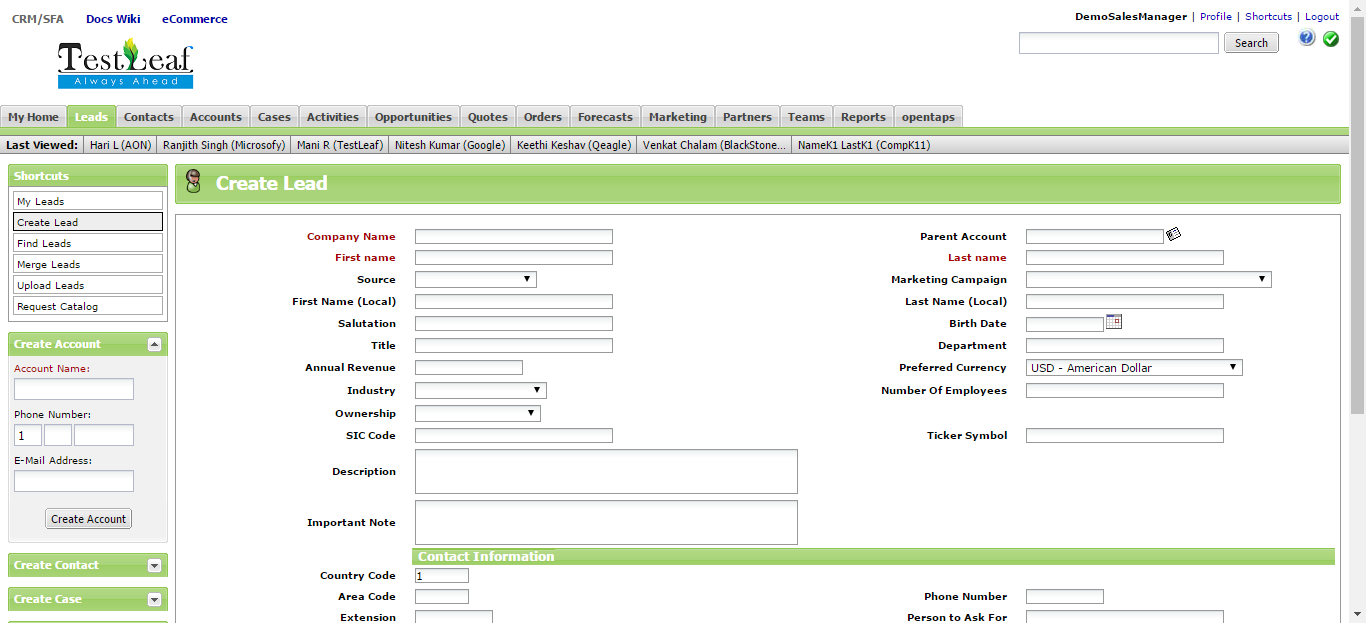 CRM/SFA Docs Wiki eCommerce
DemoSalesManager | Profile | Shortcuts | Logout
TestLeaf
Always Ahead
Search
My Home Leads Contacts Accounts Cases Activities Opportunities Quotes Orders Forecasts Marketing Partners Teams Reports opentaps
Last Viewed: Hari L (AON) Ranjith Singh (Microsofy) Mani R (TestLeaf) Nitesh Kumar (Google) Keethi Keshav (Qeagle) Venkat Chalam (BlackStone... NameK1 LastK1 (CompK11)
Shortcuts
My Leads
Create Lead
Find Leads
Merge Leads
Upload Leads
Request Catalog
Create Account
Account Name:
Phone Number:
1
E-Mail Address:
Create Account
Create Contact
Create Case
Create Lead
Company Name Parent Account
First name Last name
Source Marketing Campaign
First Name (Local) Last Name (Local)
Salutation Birth Date
Title Department
Annual Revenue Preferred Currency USD - American Dollar
Industry Number Of Employees
Ownership
SIC Code Ticker Symbol
Description
Important Note
Contact Information
Country Code 1
Area Code Phone Number
Extension Person to Ask For